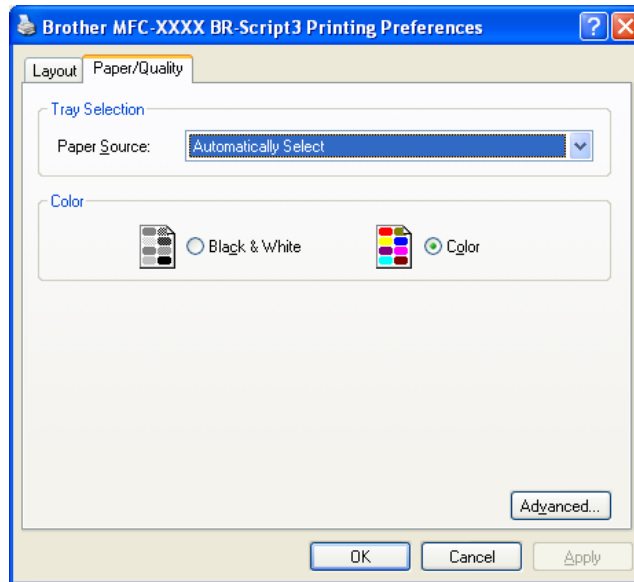 Brother MFC-XXXX BR-Script3 Printing Preferences
Layout Paper/Quality
Tray Selection
Paper Source: Automatically Select
Color
Black & White Color
Advanced...
OK Cancel Apply